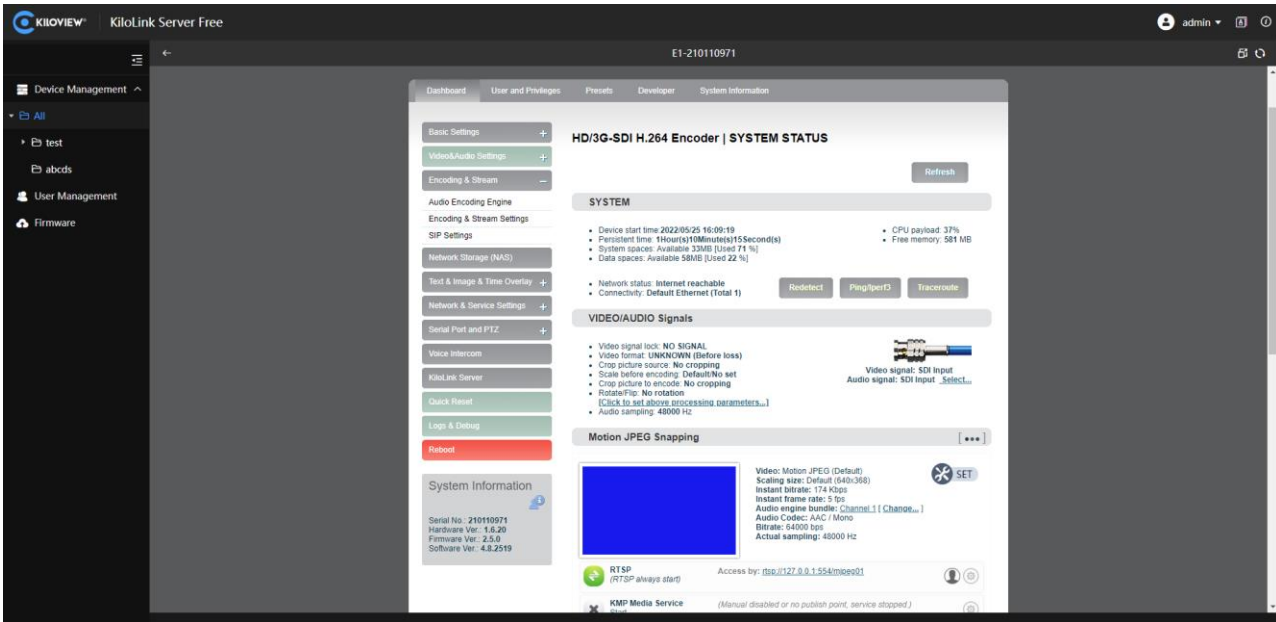 KILOVIEW
KiloLink Server Free
admin
E1-210110971
Device Management
All
test
abcds
User Management
Firmware
Dashboard
User and Privileges
Presets
Developer
System Information
Basic Settings
Video&Audio Settings
Encoding & Stream
Audio Encoding Engine
Encoding & Stream Settings
SIP Settings
Network Storage (NAS)
Text & Image & Time Overlay
Network & Service Settings
Serial Port and PTZ
Voice Intercom
KiloLink Server
Quick Reset
Logs & Debug
Reboot
System Information
Serial No.: 210110971
Hardware Ver.: 1.6.20
Firmware Ver.: 2.5.0
Software Ver.: 4.8.2519
HD/3G-SDI H.264 Encoder | SYSTEM STATUS
Refresh
SYSTEM
Device start time:2022/05/25 16:09:19
Persistent time: 1Hour(s)10Minute(s)15Second(s)
System spaces: Available 33MB [Used 71 %]
Data spaces: Available 58MB [Used 22 %]
CPU payload: 37%
Free memory: 581 MB
Network status: Internet reachable
Connectivity: Default Ethernet (Total 1)
Redetect
Ping/Iperf3
Traceroute
VIDEO/AUDIO Signals
Video signal lock: NO SIGNAL
Video format: UNKNOWN (Before loss)
Crop picture source: No cropping
Scale before encoding: Default/No set
Crop picture to encode: No cropping
Rotate/Flip: No rotation
[Click to set above processing parameters...]
Audio sampling: 48000 Hz
Video signal: SDI Input
Audio signal: SDI Input Select...
Motion JPEG Snapping
[•••]
Video: Motion JPEG (Default)
Scaling size: Default (640x368)
Instant bitrate: 174 Kbps
Instant frame rate: 5 fps
Audio engine bundle: Channel 1 [ Change... ]
Audio Codec: AAC / Mono
Bitrate: 64000 bps
Actual sampling: 48000 Hz
SET
RTSP
(RTSP always start)
Access by: rtsp://127.0.0.1:554/mjpeg01
KMP Media Service
Start
(Manual disabled or no publish point, service stopped.)